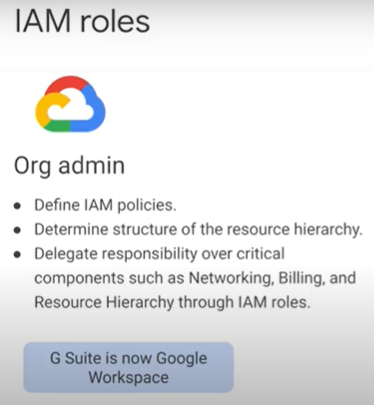 IAM roles
Org admin
• Define IAM policies.
• Determine structure of the resource hierarchy.
• Delegate responsibility over critical
components such as Networking, Billing, and
Resource Hierarchy through IAM roles.
G Suite is now Google
Workspace